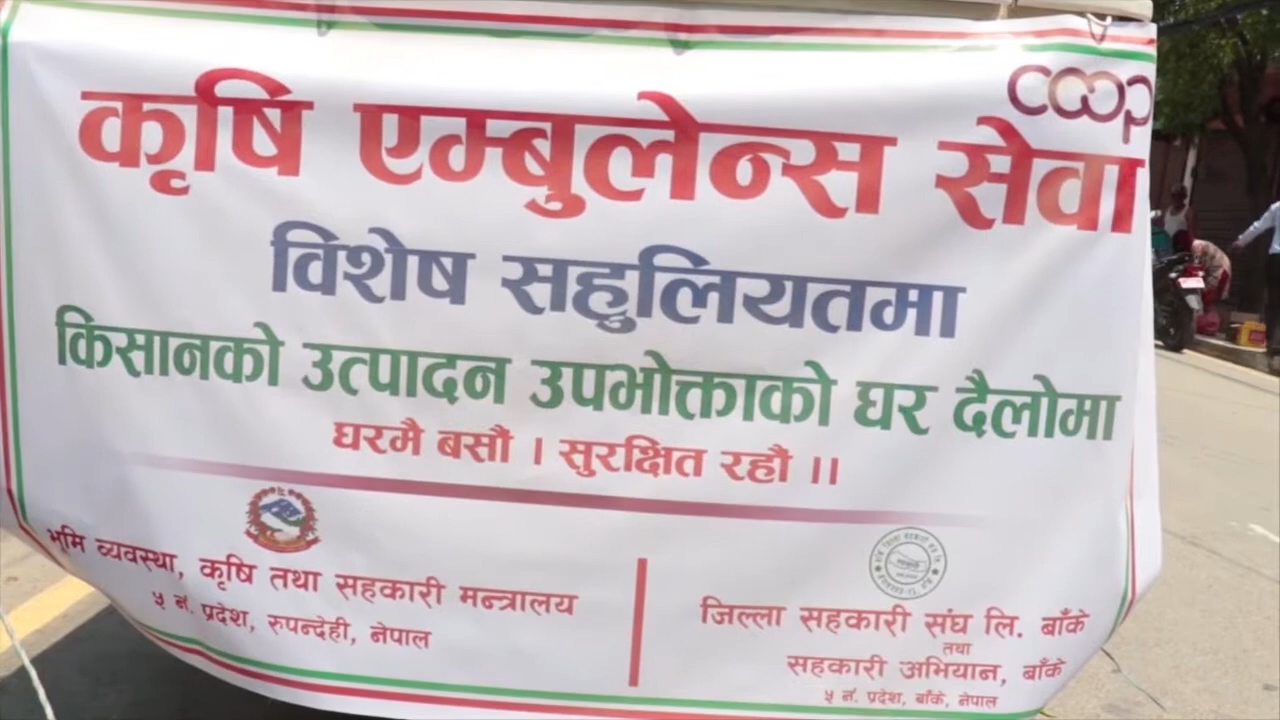 coop
कृषि एम्बुलेन्स सेवा
विशेष सहुलियतमा
किसानको उत्पादन उपभोक्ताको घर दैलोमा
घरमै बसौं । सुरक्षित रहौं ।।
भूमि व्यवस्था, कृषि तथा सहकारी मन्त्रालय
५ नं. प्रदेश, रुपन्देही, नेपाल
जिल्ला सहकारी संघ लि. बाँके
तथा
सहकारी अभियान, बाँके
५ नं. प्रदेश, बाँके, नेपाल